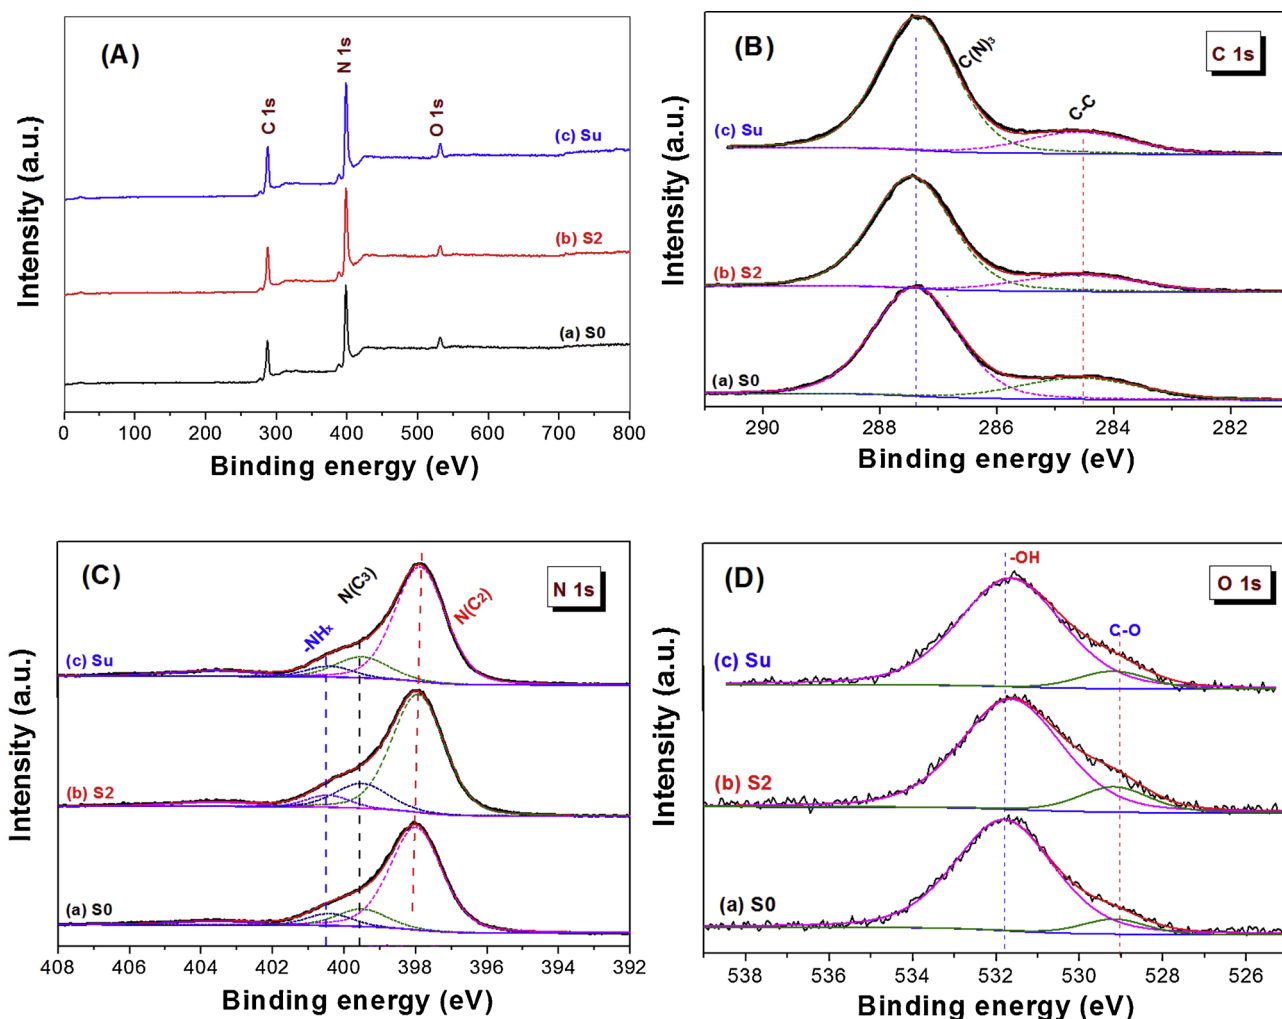 (A)
C 1s
N 1s
O 1s
(c) Su
(b) S2
(a) S0
Intensity (a.u.)
0 100 200 300 400 500 600 700 800
Binding energy (eV)
(B)
C 1s
C(N)3
C-C
(c) Su
(b) S2
(a) S0
Intensity (a.u.)
290 288 286 284 282
Binding energy (eV)
(C)
N 1s
-NHx
N(C3)
N(C2)
(c) Su
(b) S2
(a) S0
Intensity (a.u.)
408 406 404 402 400 398 396 394 392
Binding energy (eV)
(D)
O 1s
-OH
C-O
(c) Su
(b) S2
(a) S0
Intensity (a.u.)
538 536 534 532 530 528 526
Binding energy (eV)